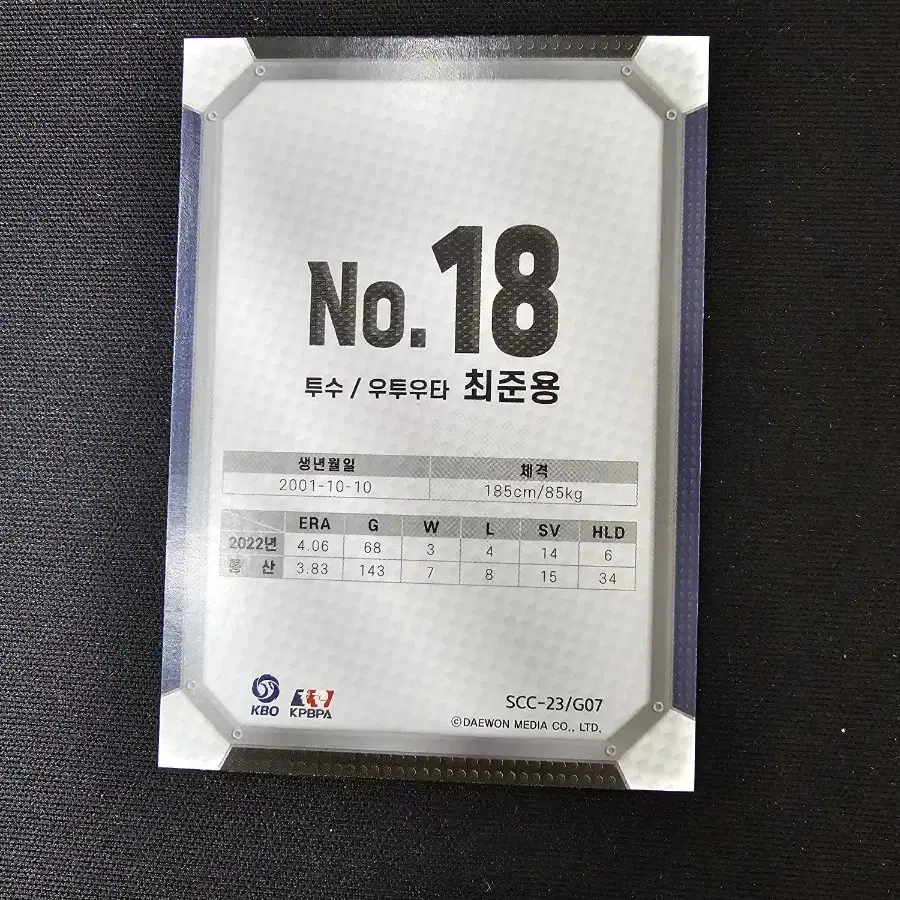 No.18
투수 / 우투우타 최준용
생년월일 체격
2001-10-10 185cm/85kg
ERA G W L SV HLD
2022년 4.06 68 3 4 14 6
통 산 3.83 143 7 8 15 34
KBO KPBPA SCC-23/G07
©DAEWON MEDIA CO., LTD.